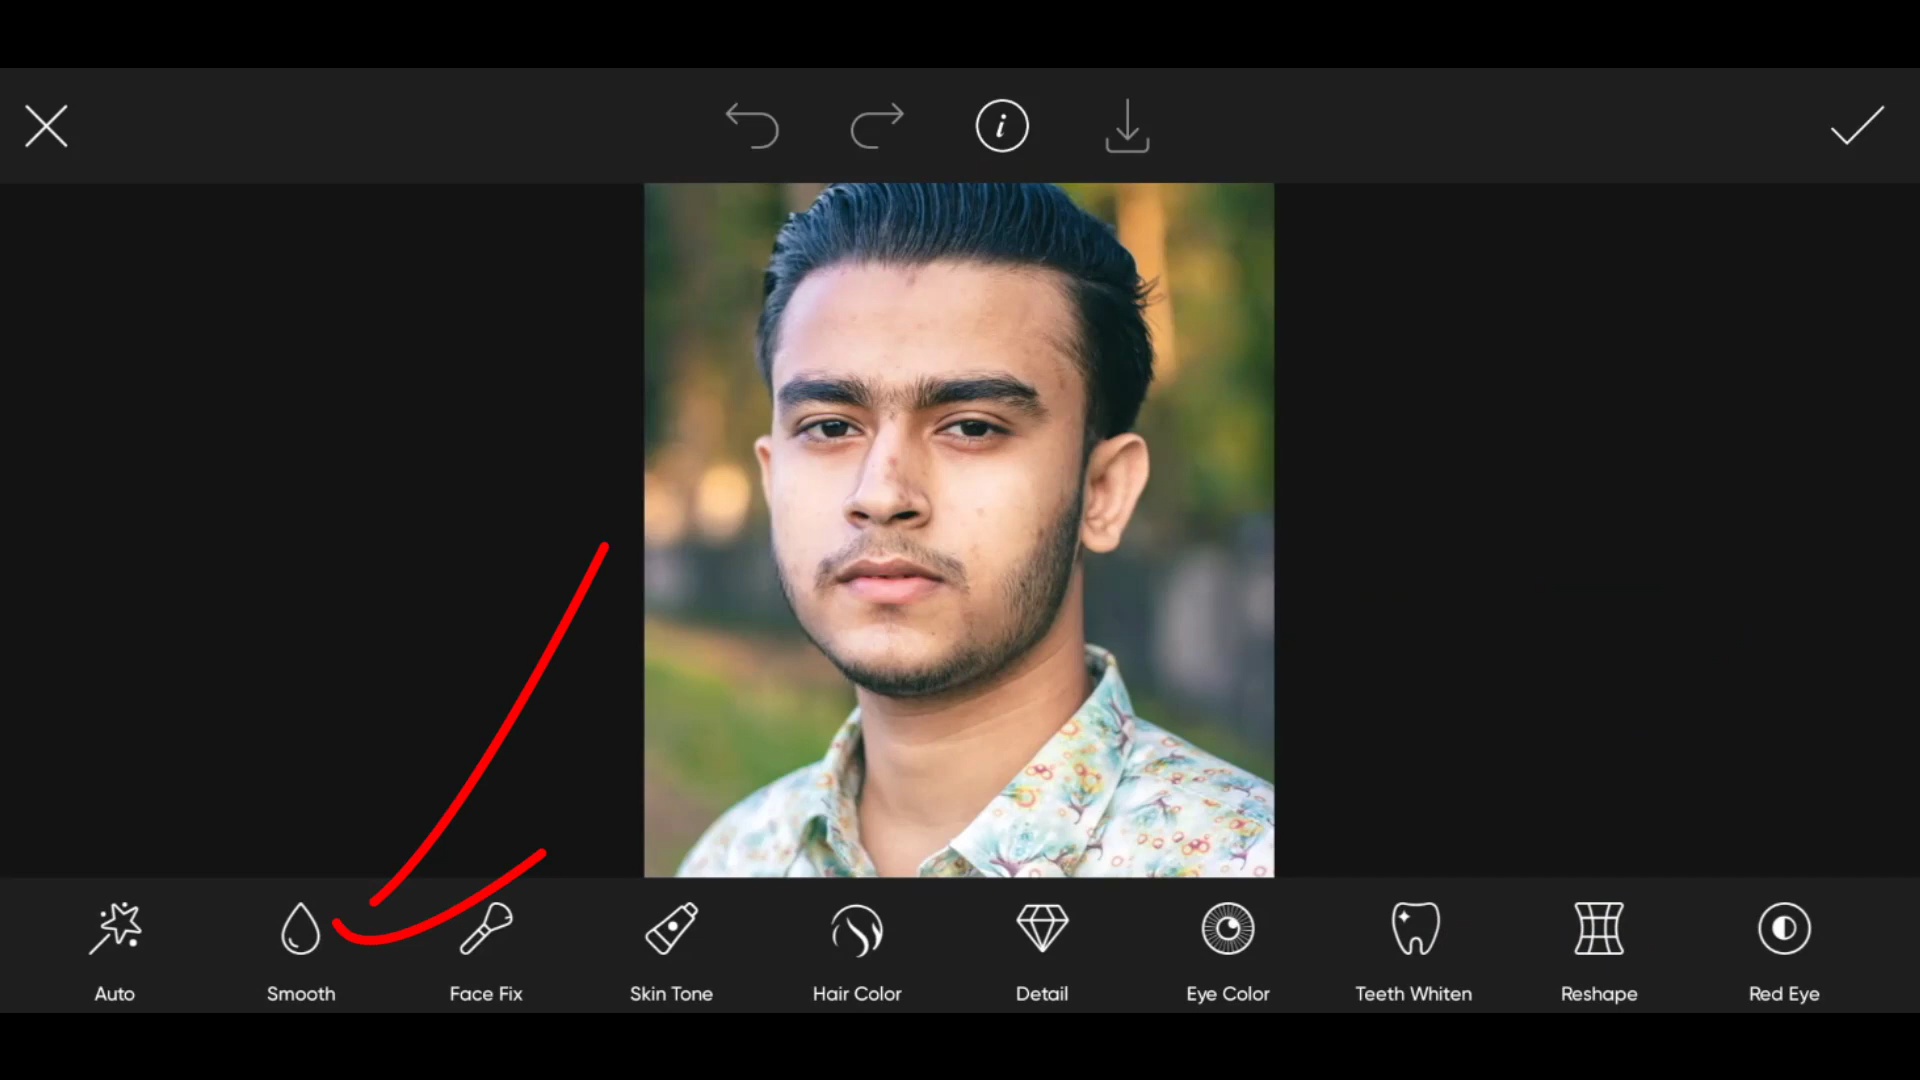 Auto
Smooth
Face Fix
Skin Tone
Hair Color
Detail
Eye Color
Teeth Whiten
Reshape
Red Eye